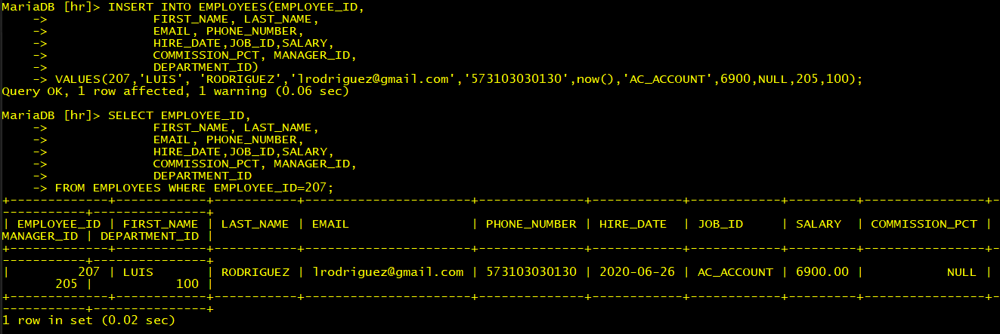 MariaDB [hr]> INSERT INTO EMPLOYEES(EMPLOYEE_ID,
    ->              FIRST_NAME, LAST_NAME,
    ->              EMAIL, PHONE_NUMBER,
    ->              HIRE_DATE,JOB_ID,SALARY,
    ->              COMMISSION_PCT, MANAGER_ID,
    ->              DEPARTMENT_ID)
    -> VALUES(207,'LUIS', 'RODRIGUEZ','lrodriguez@gmail.com','573103030130',now(),'AC_ACCOUNT',6900,NULL,205,100);
Query OK, 1 row affected, 1 warning (0.06 sec)

MariaDB [hr]> SELECT EMPLOYEE_ID,
    ->              FIRST_NAME, LAST_NAME,
    ->              EMAIL, PHONE_NUMBER,
    ->              HIRE_DATE,JOB_ID,SALARY,
    ->              COMMISSION_PCT, MANAGER_ID,
    ->              DEPARTMENT_ID
    -> FROM EMPLOYEES WHERE EMPLOYEE_ID=207;
+-------------+------------+-----------+----------------------+--------------+------------+------------+---------+----------------+-
-----------+---------------+
| EMPLOYEE_ID | FIRST_NAME | LAST_NAME | EMAIL                | PHONE_NUMBER | HIRE_DATE  | JOB_ID     | SALARY  | COMMISSION_PCT |
MANAGER_ID | DEPARTMENT_ID |
+-------------+------------+-----------+----------------------+--------------+------------+------------+---------+----------------+-
-----------+---------------+
|         207 | LUIS       | RODRIGUEZ | lrodriguez@gmail.com | 573103030130 | 2020-06-26 | AC_ACCOUNT | 6900.00 |           NULL |
       205 |           100 |
+-------------+------------+-----------+----------------------+--------------+------------+------------+---------+----------------+-
-----------+---------------+
1 row in set (0.02 sec)